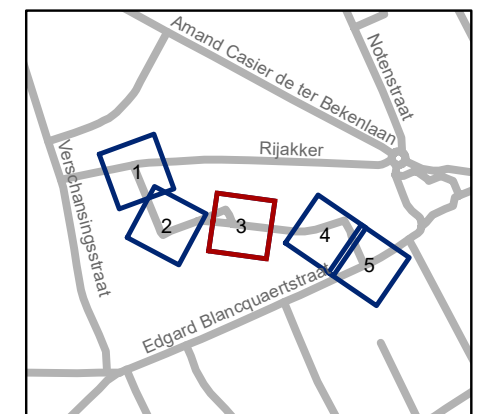 Amand Casier de ter Bekenlaan
Notenstraat
Rijakker
Verschansingsstraat
1
2
3
4
5
Edgard Blancquaertstraat